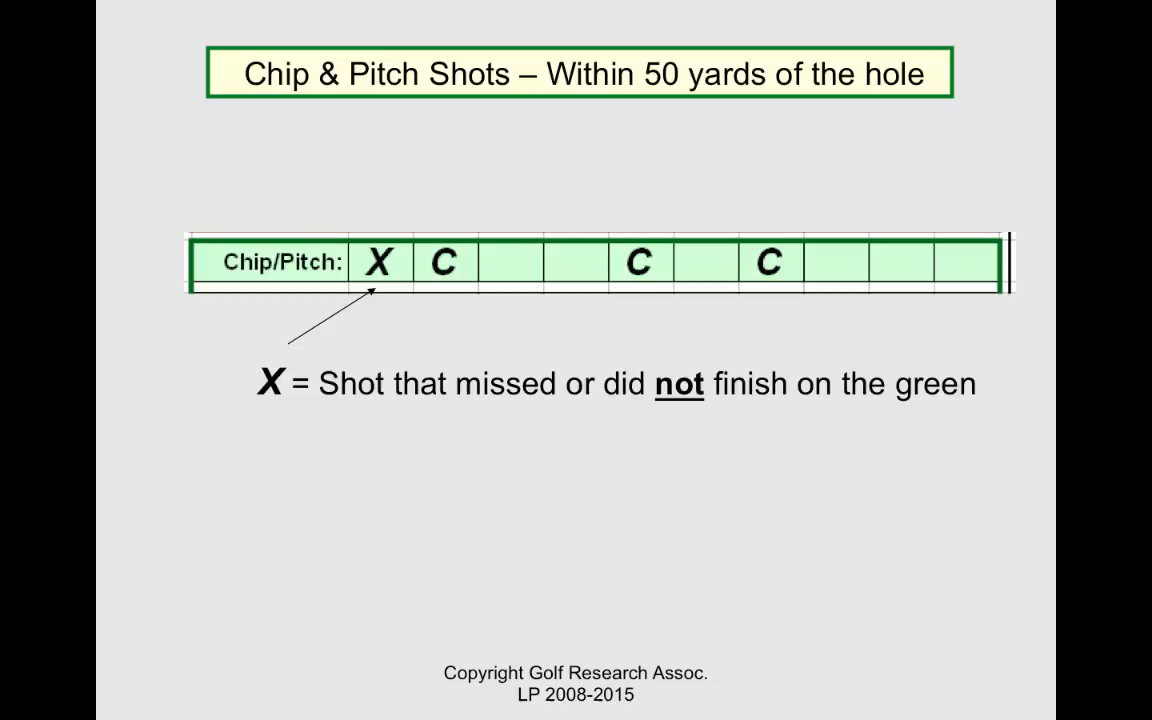 Chip & Pitch Shots – Within 50 yards of the hole
Chip/Pitch: X C C C
X = Shot that missed or did not finish on the green
Copyright Golf Research Assoc.
LP 2008-2015